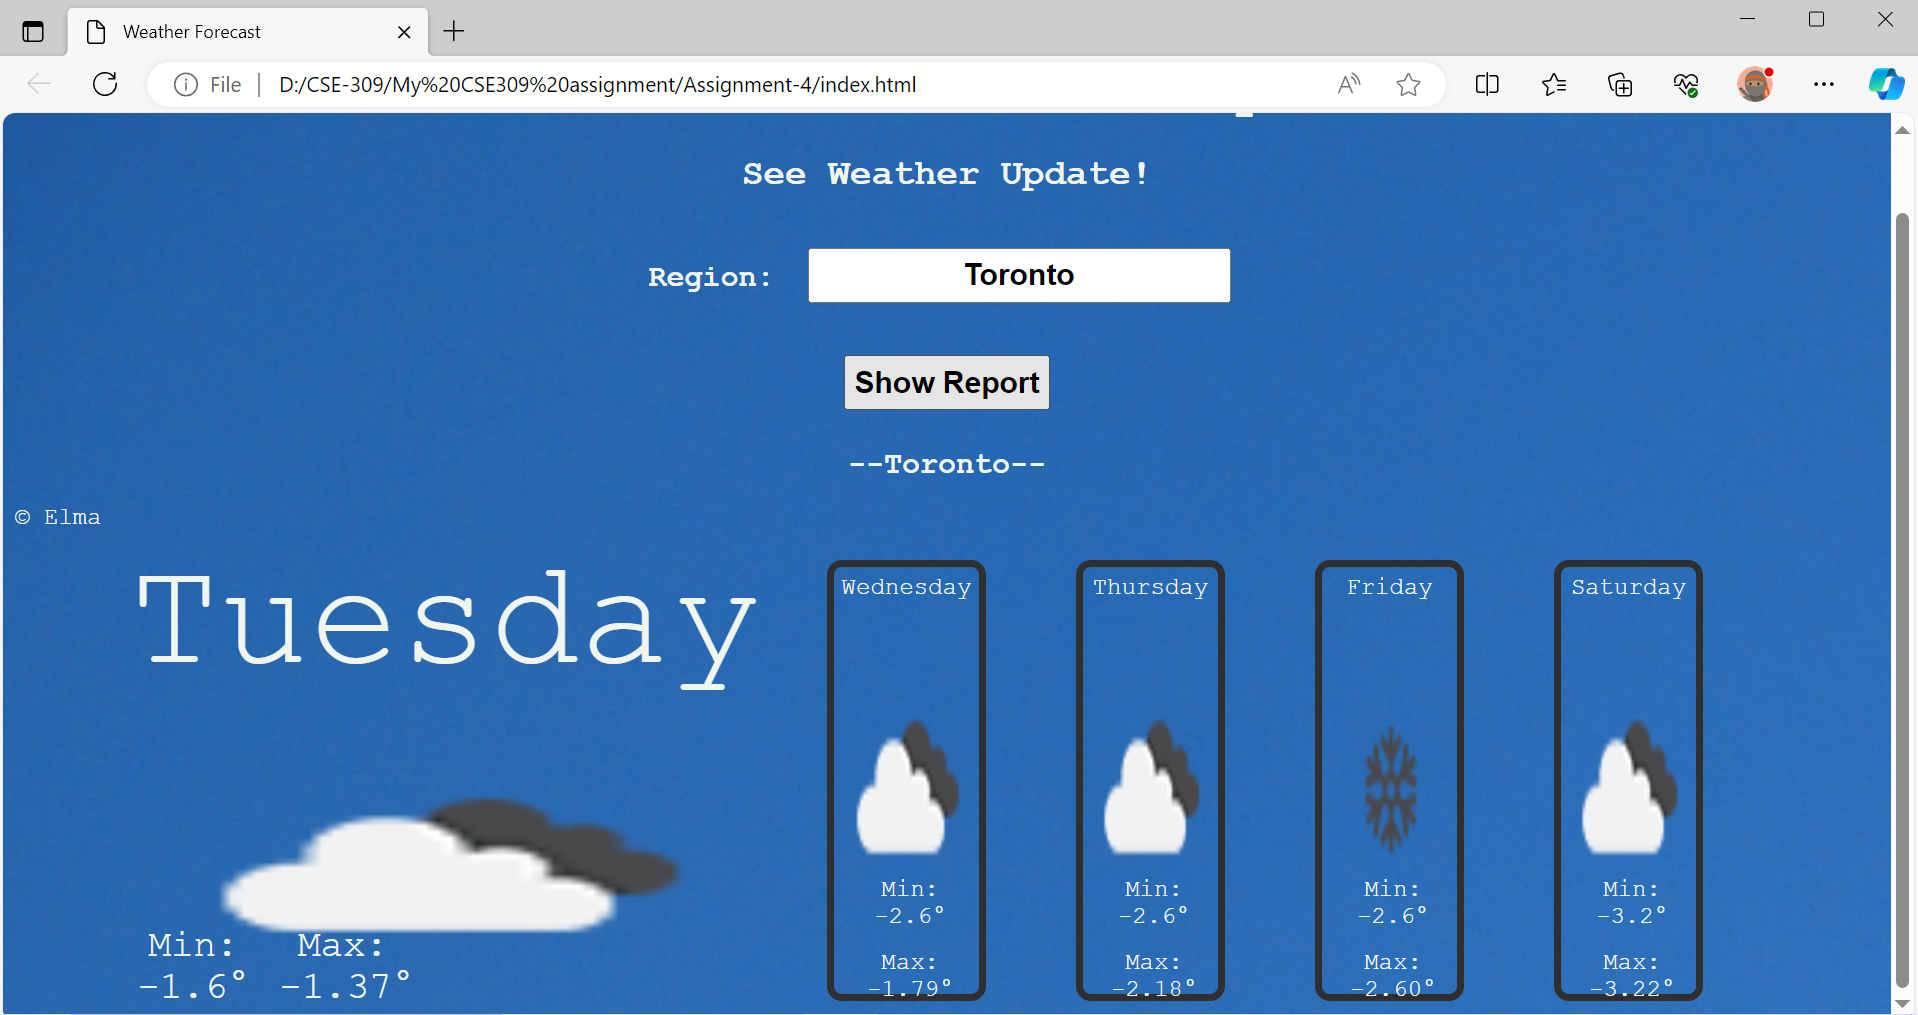 Weather Forecast
File
D:/CSE-309/My%20CSE309%20assignment/Assignment-4/index.html
See Weather Update!
Region:
Toronto
Show Report
--Toronto--
© Elma
Tuesday
Min: Max:
-1.6° -1.37°
Wednesday
Min:
-2.6°
Max:
-1.79°
Thursday
Min:
-2.6°
Max:
-2.18°
Friday
Min:
-2.6°
Max:
-2.60°
Saturday
Min:
-3.2°
Max:
-3.22°